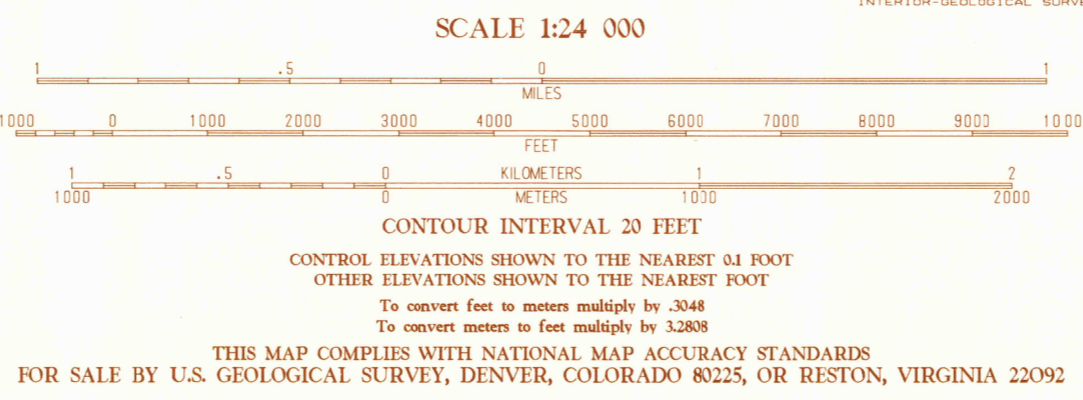 INTERIOR-GEOLOGICAL SURVE
SCALE 1:24 000
1 .5 0 1
MILES
1000 0 1000 2000 3000 4000 5000 6000 7000 8000 9000 1000
FEET
1 .5 0 KILOMETERS 1 2
1000 0 METERS 1000 2000
CONTOUR INTERVAL 20 FEET
CONTROL ELEVATIONS SHOWN TO THE NEAREST 0.1 FOOT
OTHER ELEVATIONS SHOWN TO THE NEAREST FOOT
To convert feet to meters multiply by .3048
To convert meters to feet multiply by 3.2808
THIS MAP COMPLIES WITH NATIONAL MAP ACCURACY STANDARDS
FOR SALE BY U.S. GEOLOGICAL SURVEY, DENVER, COLORADO 80225, OR RESTON, VIRGINIA 22092